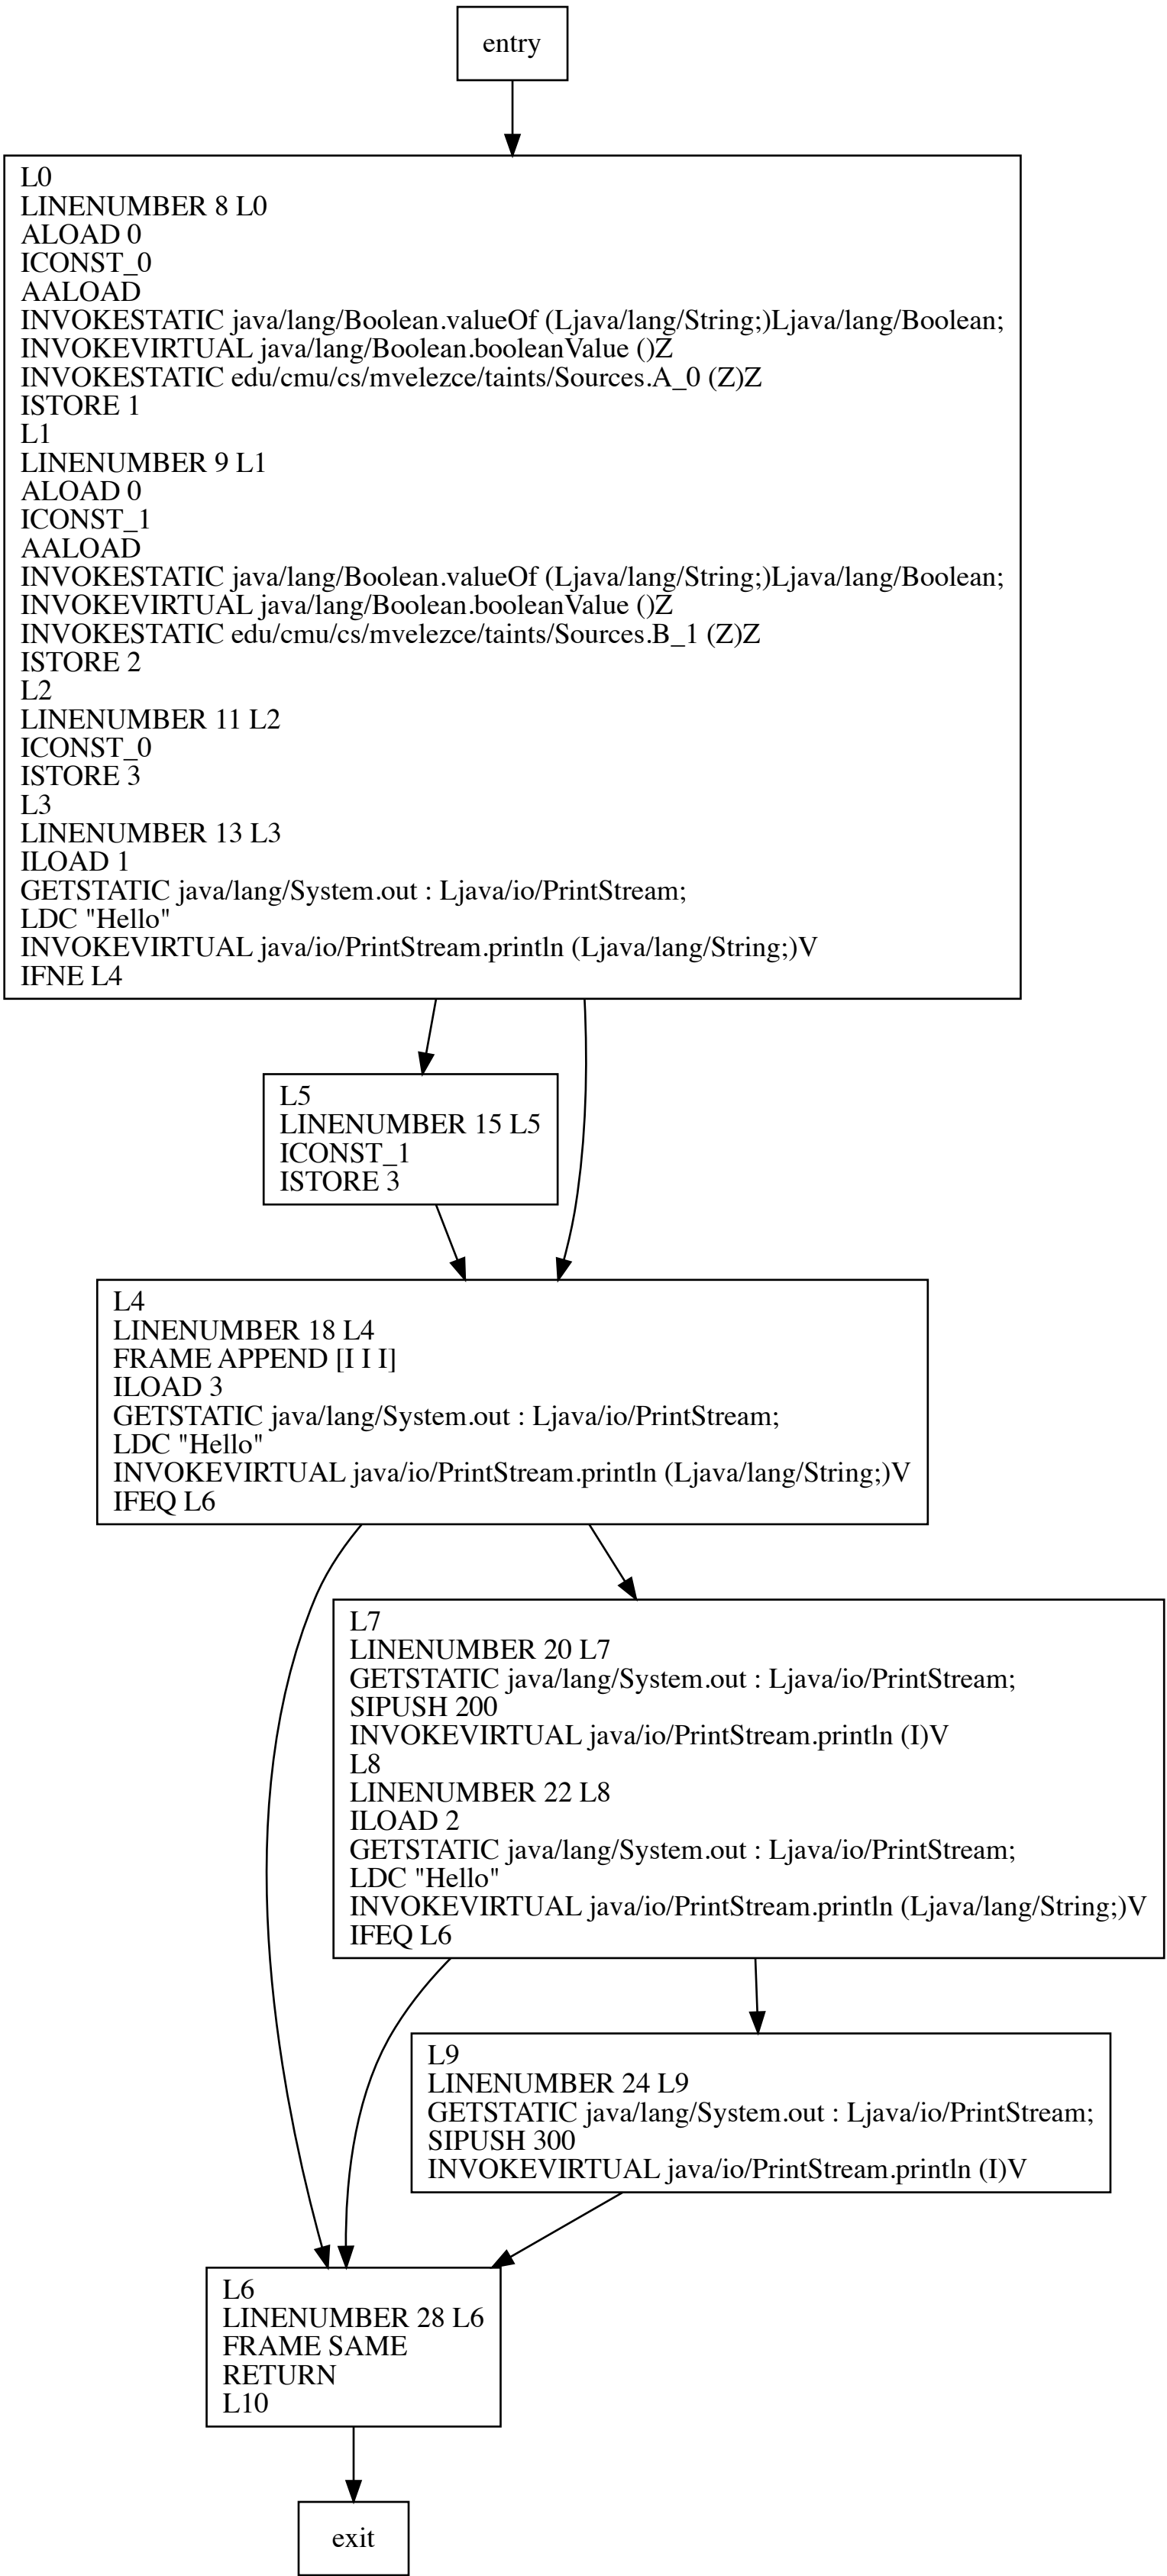 entry
L0
LINENUMBER 8 L0
ALOAD 0
ICONST_0
AALOAD
INVOKESTATIC java/lang/Boolean.valueOf (Ljava/lang/String;)Ljava/lang/Boolean;
INVOKEVIRTUAL java/lang/Boolean.booleanValue ()Z
INVOKESTATIC edu/cmu/cs/mvelezce/taints/Sources.A_0 (Z)Z
ISTORE 1
L1
LINENUMBER 9 L1
ALOAD 0
ICONST_1
AALOAD
INVOKESTATIC java/lang/Boolean.valueOf (Ljava/lang/String;)Ljava/lang/Boolean;
INVOKEVIRTUAL java/lang/Boolean.booleanValue ()Z
INVOKESTATIC edu/cmu/cs/mvelezce/taints/Sources.B_1 (Z)Z
ISTORE 2
L2
LINENUMBER 11 L2
ICONST_0
ISTORE 3
L3
LINENUMBER 13 L3
ILOAD 1
GETSTATIC java/lang/System.out : Ljava/io/PrintStream;
LDC "Hello"
INVOKEVIRTUAL java/io/PrintStream.println (Ljava/lang/String;)V
IFNE L4
L5
LINENUMBER 15 L5
ICONST_1
ISTORE 3
L4
LINENUMBER 18 L4
FRAME APPEND [I I I]
ILOAD 3
GETSTATIC java/lang/System.out : Ljava/io/PrintStream;
LDC "Hello"
INVOKEVIRTUAL java/io/PrintStream.println (Ljava/lang/String;)V
IFEQ L6
L7
LINENUMBER 20 L7
GETSTATIC java/lang/System.out : Ljava/io/PrintStream;
SIPUSH 200
INVOKEVIRTUAL java/io/PrintStream.println (I)V
L8
LINENUMBER 22 L8
ILOAD 2
GETSTATIC java/lang/System.out : Ljava/io/PrintStream;
LDC "Hello"
INVOKEVIRTUAL java/io/PrintStream.println (Ljava/lang/String;)V
IFEQ L6
L9
LINENUMBER 24 L9
GETSTATIC java/lang/System.out : Ljava/io/PrintStream;
SIPUSH 300
INVOKEVIRTUAL java/io/PrintStream.println (I)V
L6
LINENUMBER 28 L6
FRAME SAME
RETURN
L10
exit